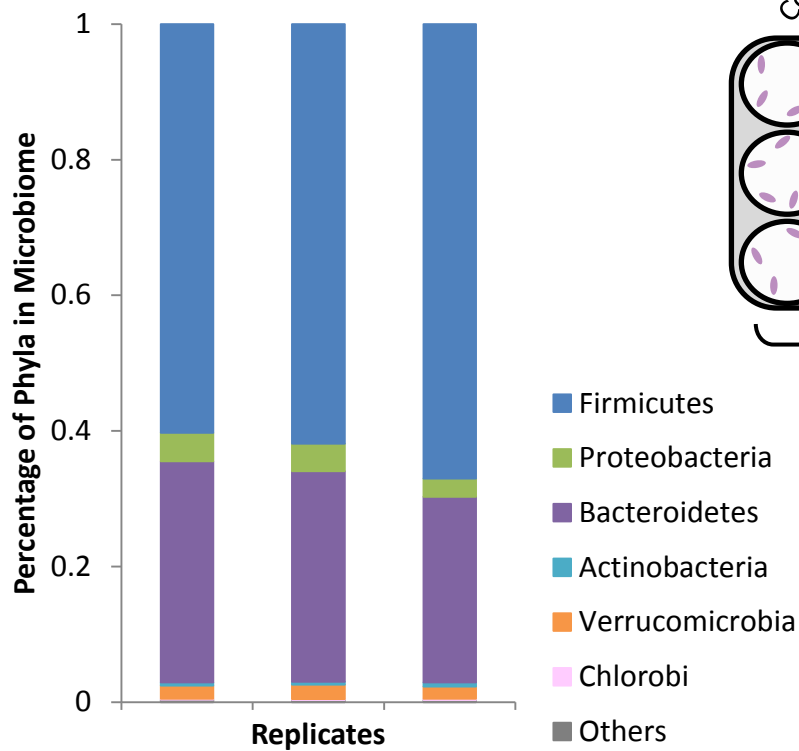 Percentage of Phyla in Microbiome
1
0.8
0.6
0.4
0.2
0
Replicates
Firmicutes
Proteobacteria
Bacteroidetes
Actinobacteria
Verrucomicrobia
Chlorobi
Others